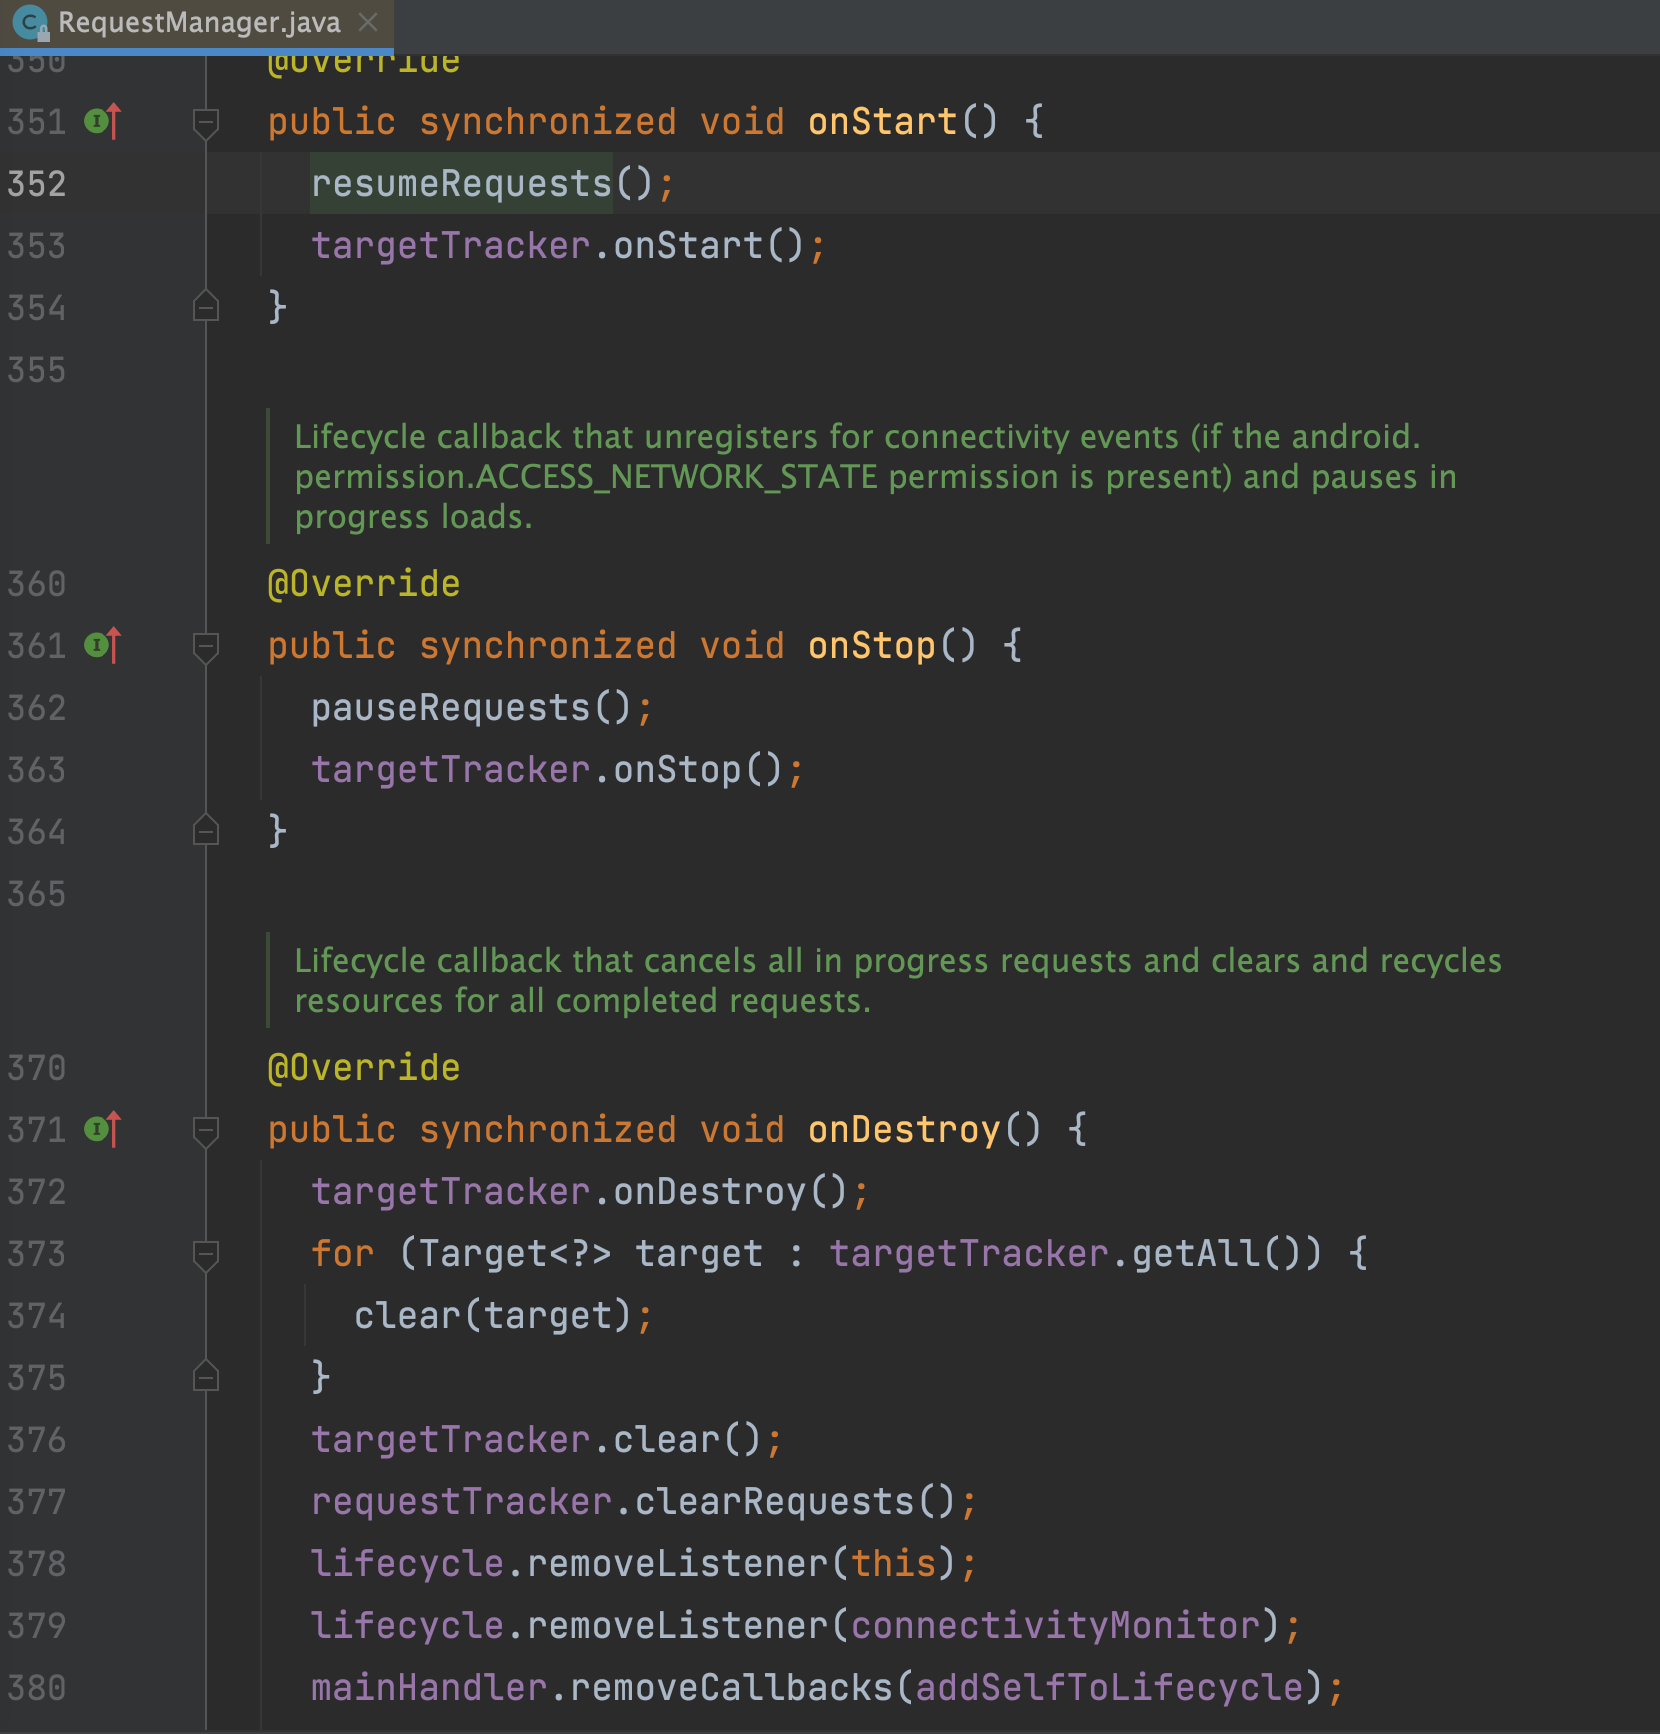 RequestManager.java
350 @Override
351 public synchronized void onStart() {
352 resumeRequests();
353 targetTracker.onStart();
354 }
355
Lifecycle callback that unregisters for connectivity events (if the android.
permission.ACCESS_NETWORK_STATE permission is present) and pauses in
progress loads.
360 @Override
361 public synchronized void onStop() {
362 pauseRequests();
363 targetTracker.onStop();
364 }
365
Lifecycle callback that cancels all in progress requests and clears and recycles
resources for all completed requests.
370 @Override
371 public synchronized void onDestroy() {
372 targetTracker.onDestroy();
373 for (Target<?> target : targetTracker.getAll()) {
374 clear(target);
375 }
376 targetTracker.clear();
377 requestTracker.clearRequests();
378 lifecycle.removeListener(this);
379 lifecycle.removeListener(connectivityMonitor);
380 mainHandler.removeCallbacks(addSelfToLifecycle);